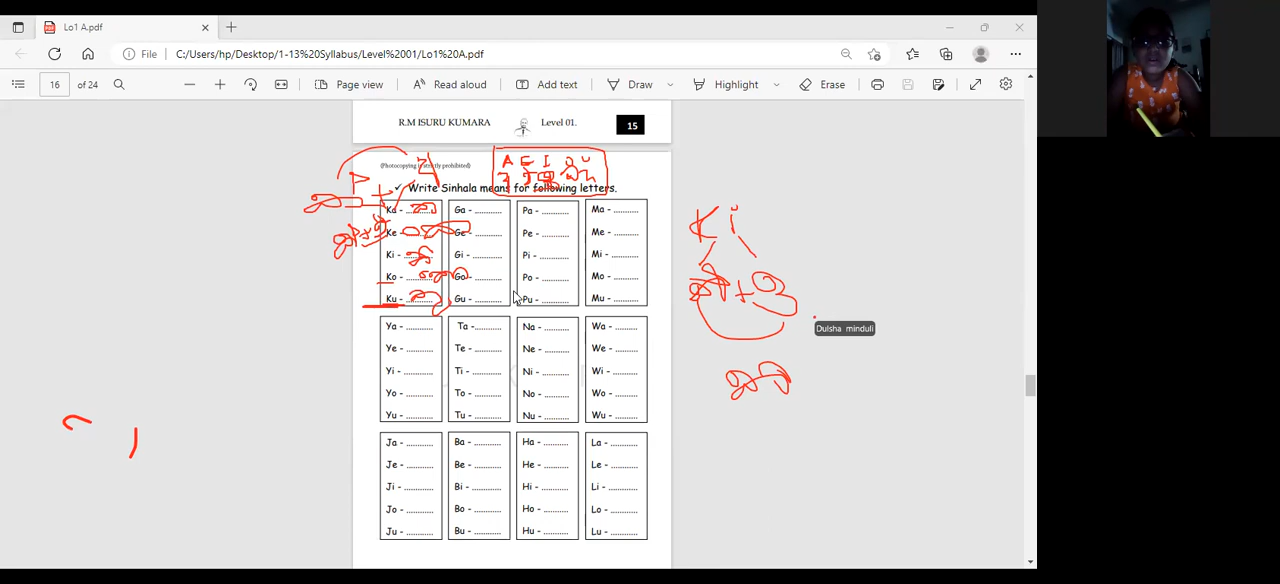 Lo1 A.pdf
File C:/Users/hp/Desktop/1-13%20Syllabus/Level%2001/Lo1%20A.pdf
16 of 24 Page view Read aloud Add text Draw Highlight Erase
R.M ISURU KUMARA Level 01. 15
(Photocopying is strictly prohibited)
A E I O U
✓ Write Sinhala means for following letters.
Ka - ............ Ga - ............ Pa - ............ Ma - ............
Ke - ............ Ge - ............ Pe - ............ Me - ............
Ki - ............ Gi - ............ Pi - ............ Mi - ............
Ko - ............ Go - ............ Po - ............ Mo - ............
Ku - ............ Gu - ............ Pu - ............ Mu - ............
Ki
Dulsha minduli
Ya - ............ Ta - ............ Na - ............ Wa - ............
Ye - ............ Te - ............ Ne - ............ We - ............
Yi - ............ Ti - ............ Ni - ............ Wi - ............
Yo - ............ To - ............ No - ............ Wo - ............
Yu - ............ Tu - ............ Nu - ............ Wu - ............
Ja - ............ Ba - ............ Ha - ............ La - ............
Je - ............ Be - ............ He - ............ Le - ............
Ji - ............ Bi - ............ Hi - ............ Li - ............
Jo - ............ Bo - ............ Ho - ............ Lo - ............
Ju - ............ Bu - ............ Hu - ............ Lu - ............